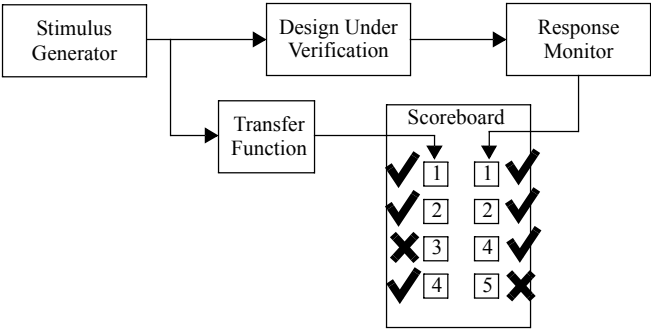 Stimulus
Generator
Design Under
Verification
Response
Monitor
Transfer
Function
Scoreboard
1 1
2 2
3 4
4 5